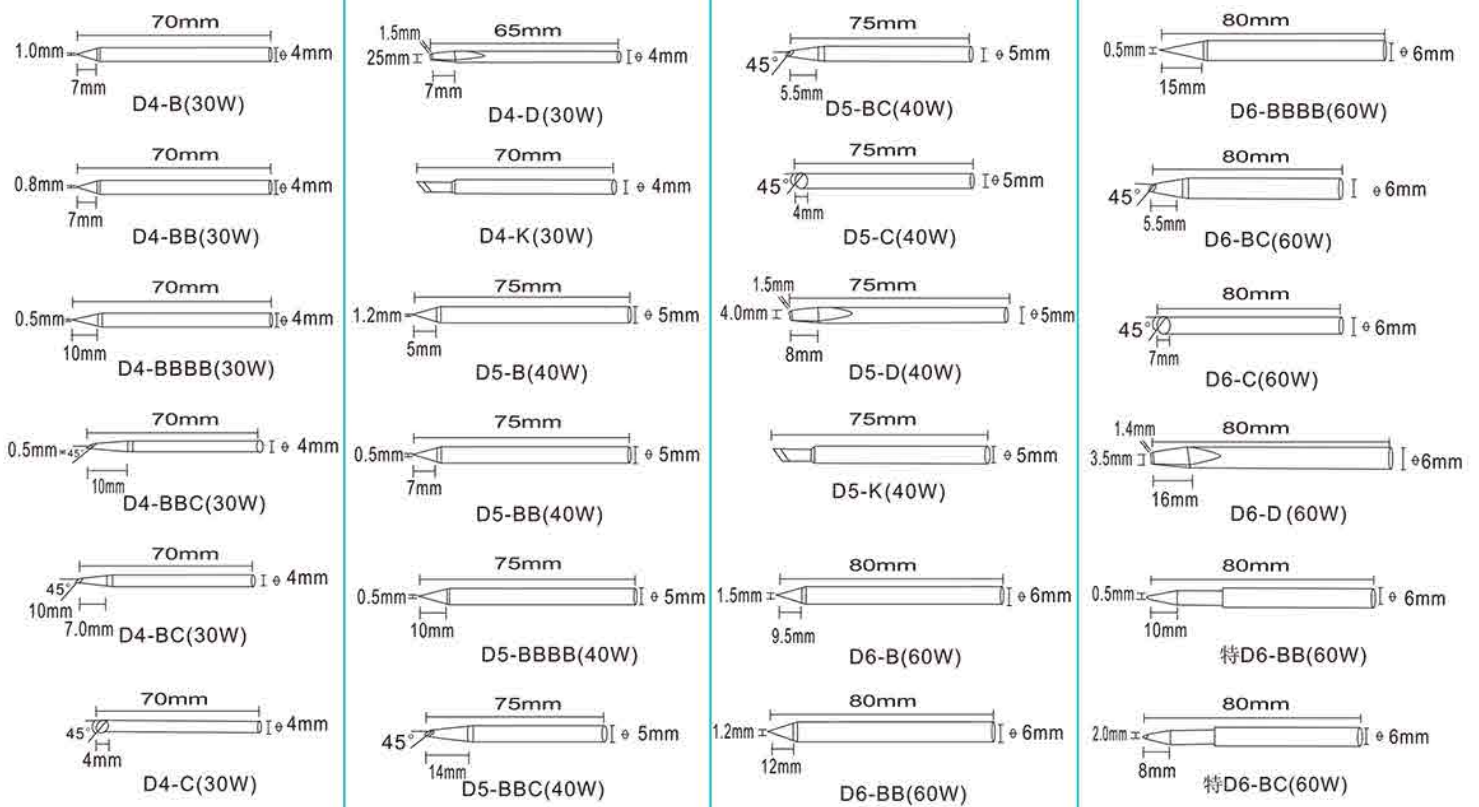 70mm
1.0mm
⌀ 4mm
7mm
D4-B(30W)
70mm
0.8mm
⌀ 4mm
7mm
D4-BB(30W)
70mm
0.5mm
⌀ 4mm
10mm
D4-BBBB(30W)
70mm
0.5mm
45°
⌀ 4mm
10mm
D4-BBC(30W)
70mm
45°
⌀ 4mm
10mm
7.0mm
D4-BC(30W)
70mm
45°
⌀ 4mm
4mm
D4-C(30W)
1.5mm
65mm
25mm
⌀ 4mm
7mm
D4-D(30W)
70mm
⌀ 4mm
D4-K(30W)
75mm
1.2mm
⌀ 5mm
5mm
D5-B(40W)
75mm
0.5mm
⌀ 5mm
7mm
D5-BB(40W)
75mm
0.5mm
⌀ 5mm
10mm
D5-BBBB(40W)
75mm
45°
⌀ 5mm
14mm
D5-BBC(40W)
75mm
45°
⌀ 5mm
5.5mm
D5-BC(40W)
75mm
45°
⌀ 5mm
4mm
D5-C(40W)
1.5mm
75mm
4.0mm
⌀ 5mm
8mm
D5-D(40W)
75mm
⌀ 5mm
D5-K(40W)
80mm
1.5mm
⌀ 6mm
9.5mm
D6-B(60W)
80mm
1.2mm
⌀ 6mm
12mm
D6-BB(60W)
80mm
0.5mm
⌀ 6mm
15mm
D6-BBBB(60W)
80mm
45°
⌀ 6mm
5.5mm
D6-BC(60W)
80mm
45°
⌀ 6mm
7mm
D6-C(60W)
1.4mm
80mm
3.5mm
⌀ 6mm
16mm
D6-D(60W)
80mm
0.5mm
⌀ 6mm
10mm
特D6-BB(60W)
80mm
2.0mm
⌀ 6mm
8mm
特D6-BC(60W)